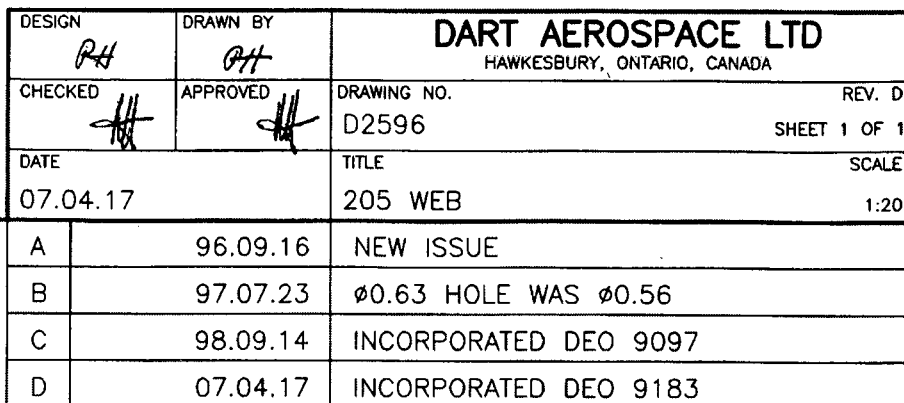 DESIGN
DRAWN BY
DART AEROSPACE LTD
HAWKESBURY, ONTARIO, CANADA
CHECKED
APPROVED
DRAWING NO.
REV. D
D2596
SHEET 1 OF 1
DATE
TITLE
SCALE
07.04.17
205 WEB
1:20
A 96.09.16 NEW ISSUE
B 97.07.23 ø0.63 HOLE WAS ø0.56
C 98.09.14 INCORPORATED DEO 9097
D 07.04.17 INCORPORATED DEO 9183